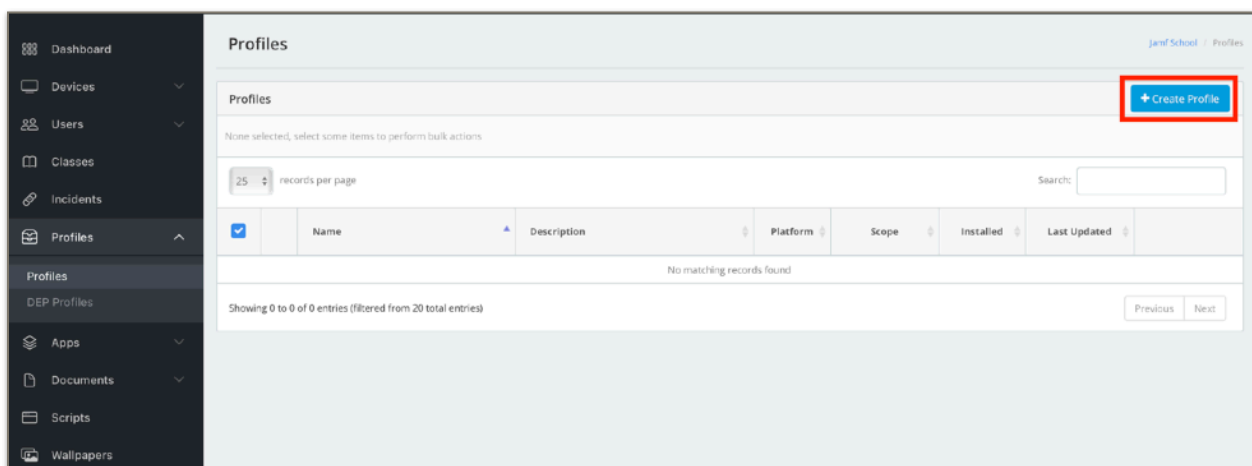 Dashboard
Devices
Users
Classes
Incidents
Profiles
Profiles
DEP Profiles
Apps
Documents
Scripts
Wallpapers
Profiles
Jamf School / Profiles
Profiles
+ Create Profile
None selected, select some items to perform bulk actions
25 records per page
Search:
Name Description Platform Scope Installed Last Updated
No matching records found
Showing 0 to 0 of 0 entries (filtered from 20 total entries)
Previous Next